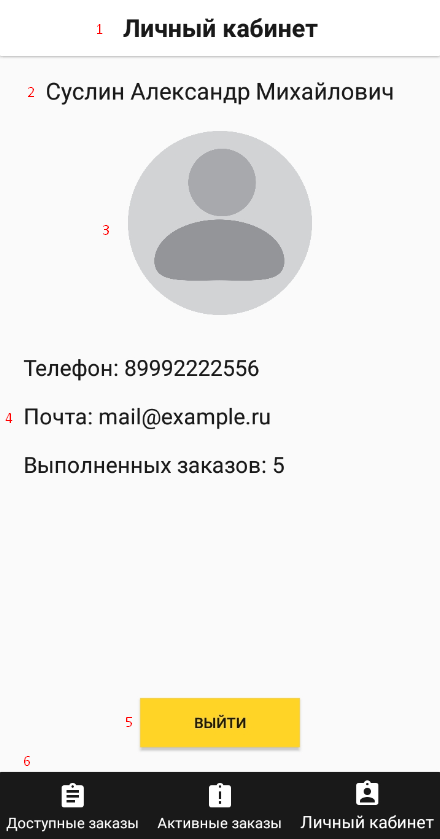 1 Личный кабинет
2 Суслин Александр Михайлович
3
Телефон: 89992222556
4 Почта: mail@example.ru
Выполненных заказов: 5
5 ВЫЙТИ
6
Доступные заказы Активные заказы Личный кабинет